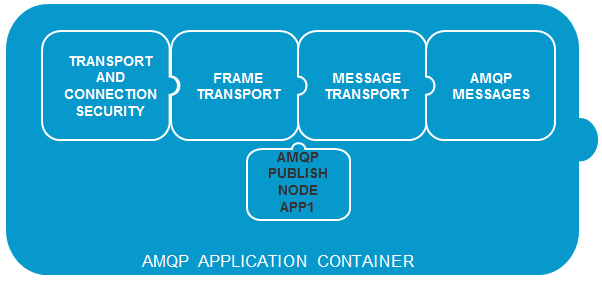 TRANSPORT
AND
CONNECTION
SECURITY
FRAME
TRANSPORT
MESSAGE
TRANSPORT
AMQP
MESSAGES
AMQP
PUBLISH
NODE
APP1
AMQP APPLICATION CONTAINER